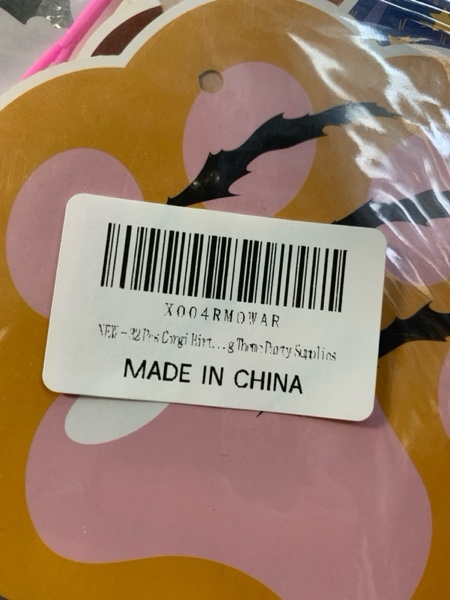 X004RMOWAR
NEW - 32 Pcs Corgi Birt...g Theme Party Supplies
MADE IN CHINA